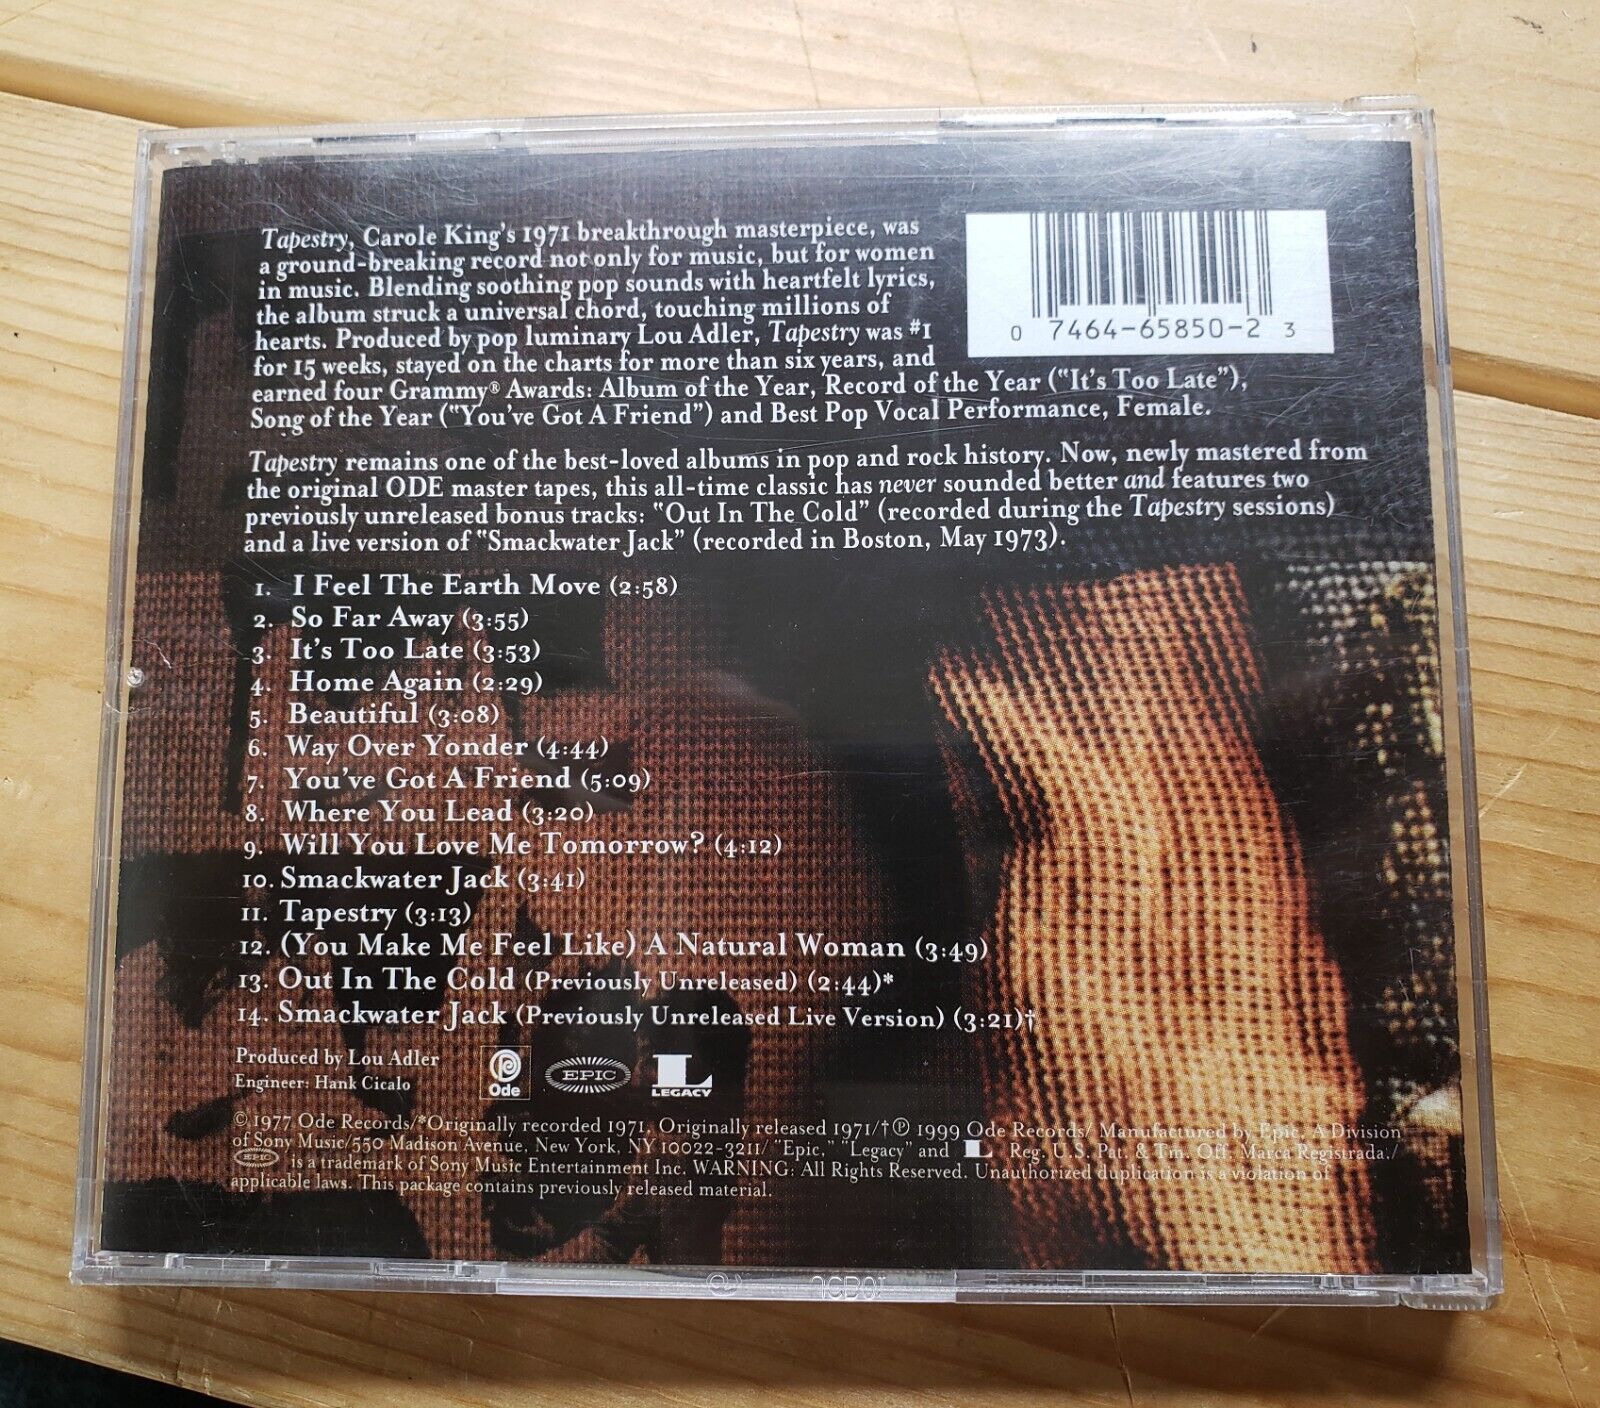 Tapestry, Carole King's 1971 breakthrough masterpiece, was
a ground-breaking record not only for music, but for women
in music. Blending soothing pop sounds with heartfelt lyrics,
the album struck a universal chord, touching millions of
hearts. Produced by pop luminary Lou Adler, Tapestry was #1
for 15 weeks, stayed on the charts for more than six years, and
earned four Grammy® Awards: Album of the Year, Record of the Year ("It's Too Late"),
Song of the Year ("You've Got A Friend") and Best Pop Vocal Performance, Female.
0 7464-65850-2 3
Tapestry remains one of the best-loved albums in pop and rock history. Now, newly mastered from
the original ODE master tapes, this all-time classic has never sounded better and features two
previously unreleased bonus tracks: "Out In The Cold" (recorded during the Tapestry sessions)
and a live version of "Smackwater Jack" (recorded in Boston, May 1973).
1. I Feel The Earth Move (2:58)
2. So Far Away (3:55)
3. It's Too Late (3:53)
4. Home Again (2:29)
5. Beautiful (3:08)
6. Way Over Yonder (4:44)
7. You've Got A Friend (5:09)
8. Where You Lead (3:20)
9. Will You Love Me Tomorrow? (4:12)
10. Smackwater Jack (3:41)
11. Tapestry (3:13)
12. (You Make Me Feel Like) A Natural Woman (3:49)
13. Out In The Cold (Previously Unreleased) (2:44)*
14. Smackwater Jack (Previously Unreleased Live Version) (3:21)†
Produced by Lou Adler
Engineer: Hank Cicalo
Ode
EPIC
L
LEGACY
© 1977 Ode Records/*Originally recorded 1971, Originally released 1971/† ℗ 1999 Ode Records/ Manufactured by Epic, A Division
of Sony Music/550 Madison Avenue, New York, NY 10022-3211/ "Epic," "Legacy" and L Reg. U.S. Pat. & Tm. Off. Marca Registrada./
EPIC is a trademark of Sony Music Entertainment Inc. WARNING: All Rights Reserved. Unauthorized duplication is a violation of
applicable laws. This package contains previously released material.